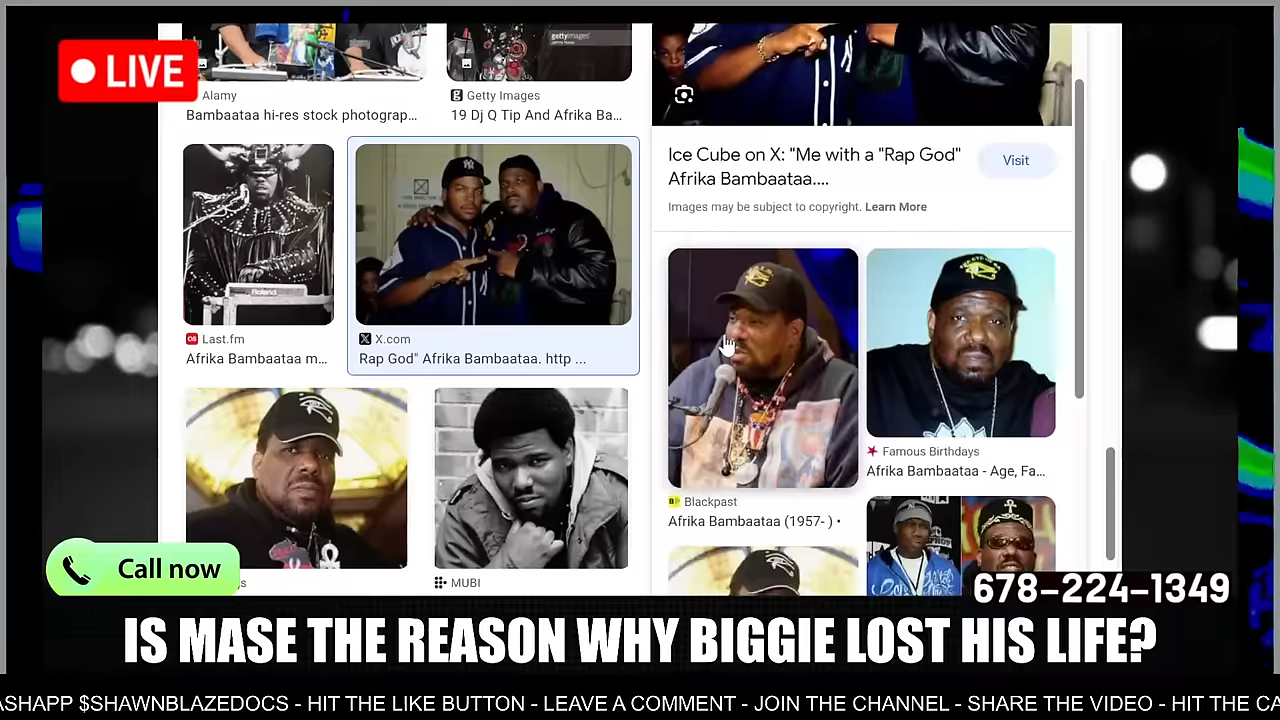 LIVE
gettyimages
Alamy
Bambaataa hi-res stock photograp...
Getty Images
19 Dj Q Tip And Afrika Ba...
Ice Cube on X: "Me with a "Rap God"
Afrika Bambaataa....
Visit
Images may be subject to copyright. Learn More
Roland
Last.fm
Afrika Bambaataa m...
X.com
Rap God" Afrika Bambaataa. http ...
Famous Birthdays
Afrika Bambaataa - Age, Fa...
Blackpast
Afrika Bambaataa (1957- ) •
MUBI
Call now
678-224-1349
IS MASE THE REASON WHY BIGGIE LOST HIS LIFE?
ASHAPP $SHAWNBLAZEDOCS - HIT THE LIKE BUTTON - LEAVE A COMMENT - JOIN THE CHANNEL - SHARE THE VIDEO - HIT THE CA